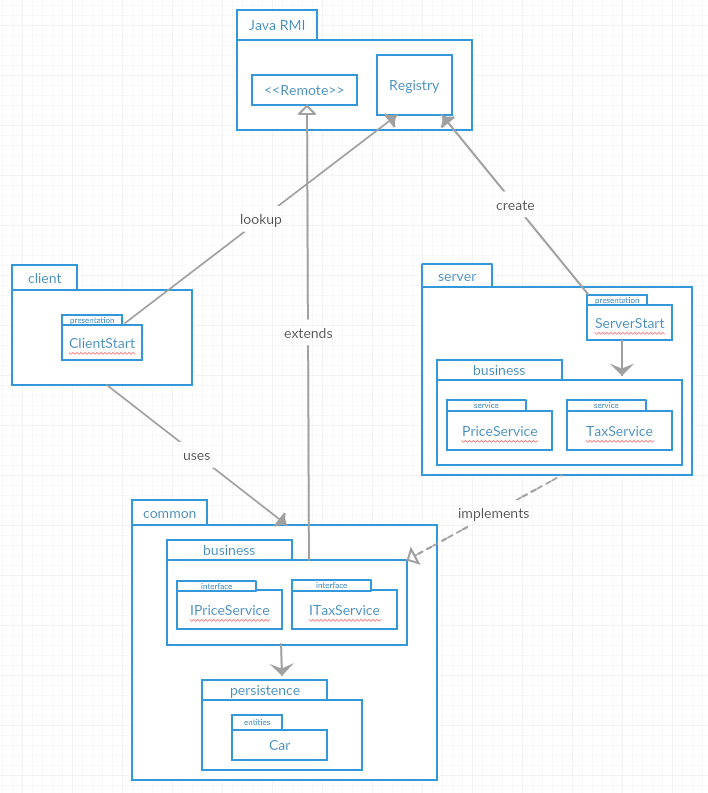 Java RMI
<<Remote>>
Registry
lookup
create
client
presentation
ClientStart
server
presentation
ServerStart
extends
business
service
PriceService
service
TaxService
uses
implements
common
business
interface
IPriceService
interface
ITaxService
persistence
entities
Car